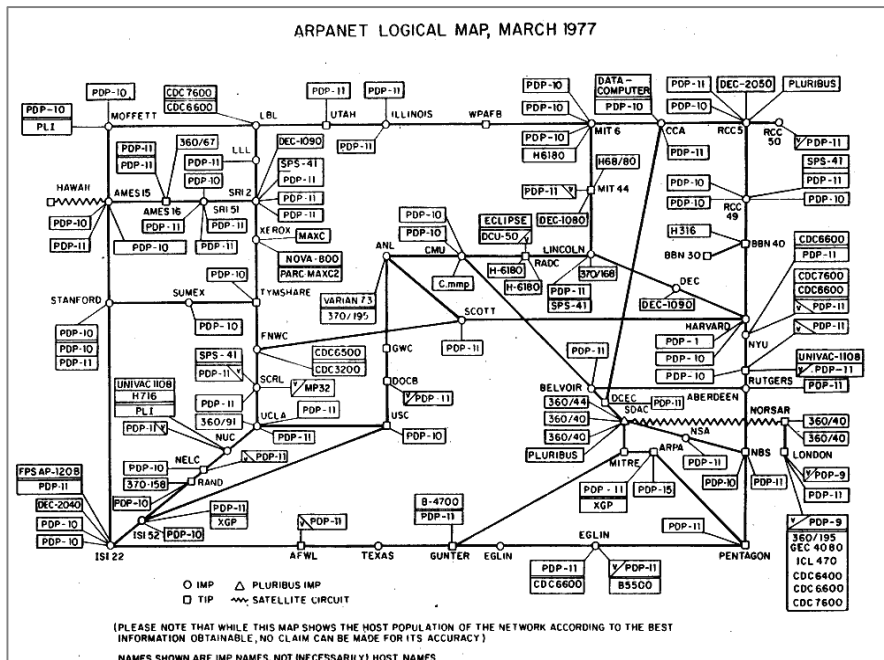 ARPANET LOGICAL MAP, MARCH 1977
PDP-10
PLI
PDP-10
MOFFETT
CDC7600
CDC6600
LBL
PDP-11
UTAH
PDP-11
ILLINOIS
PDP-11
WPAFB
PDP-10
PDP-10
PDP-10
H6180
MIT 6
DATA-
COMPUTER
PDP-10
CCA
PDP-11
PDP-11
PDP-10
DEC-2050
RCC5
PLURIBUS
RCC
50
PDP-11
LLL
PDP-11
DEC-1090
SPS-41
PDP-11
PDP-11
PDP-11
SRI 2
HAWAII
AMES15
PDP-11
PDP-11
360/67
AMES16
PDP-10
PDP-11
PDP-11
SRI 51
PDP-10
PDP-11
PDP-10
H68/80
PDP-11
MIT 44
DEC-1080
SPS-41
PDP-11
PDP-10
PDP-10
PDP-10
RCC
49
XEROX
MAXC
NOVA-800
PARC-MAXC2
ANL
VARIAN 73
370/195
PDP-10
PDP-10
CMU
C.mmp
ECLIPSE
DCU-50
RADC
H-6180
H-6180
LINCOLN
370/168
PDP-11
SPS-41
H316
BBN 40
BBN 30
DEC
DEC-1090
CDC6600
PDP-11
CDC7600
CDC6600
PDP-11
PDP-11
STANFORD
PDP-10
PDP-10
PDP-11
SUMEX
PDP-10
PDP-10
TYMSHARE
FNWC
CDC6500
CDC3200
SCOTT
PDP-11
HARVARD
PDP-1
PDP-10
PDP-10
NYU
UNIVAC-1108
PDP-11
RUTGERS
PDP-11
SPS-41
PDP-11
SCRL
MP32
PDP-11
GWC
DOCB
PDP-11
PDP-11
BELVOIR
ABERDEEN
UNIVAC 1108
H716
PLI
PDP-11
NUC
360/91
UCLA
PDP-11
PDP-11
USC
PDP-10
360/44
360/40
360/40
PLURIBUS
DCEC
PDP-11
SDAC
NORSAR
360/40
360/40
NSA
PDP-11
NELC
PDP-10
PDP-11
370-158
RAND
PDP-10
MITRE
ARPA
PDP-11
XGP
PDP-15
NBS
PDP-10
PDP-11
LONDON
PDP-9
PDP-11
FPS AP-120B
PDP-11
DEC-2040
PDP-10
PDP-10
ISI 22
PDP-11
XGP
ISI 52
PDP-10
PDP-11
AFWL
TEXAS
B-4700
PDP-11
GUNTER
EGLIN
EGLIN
PDP-11
CDC6600
PDP-11
B5500
PDP-11
PENTAGON
PDP-9
360/195
GEC 4080
ICL 470
CDC6400
CDC6600
CDC7600
IMP
PLURIBUS IMP
TIP
SATELLITE CIRCUIT
(PLEASE NOTE THAT WHILE THIS MAP SHOWS THE HOST POPULATION OF THE NETWORK ACCORDING TO THE BEST
INFORMATION OBTAINABLE, NO CLAIM CAN BE MADE FOR ITS ACCURACY)
NAMES SHOWN ARE IMP NAMES, NOT (NECESSARILY) HOST NAMES